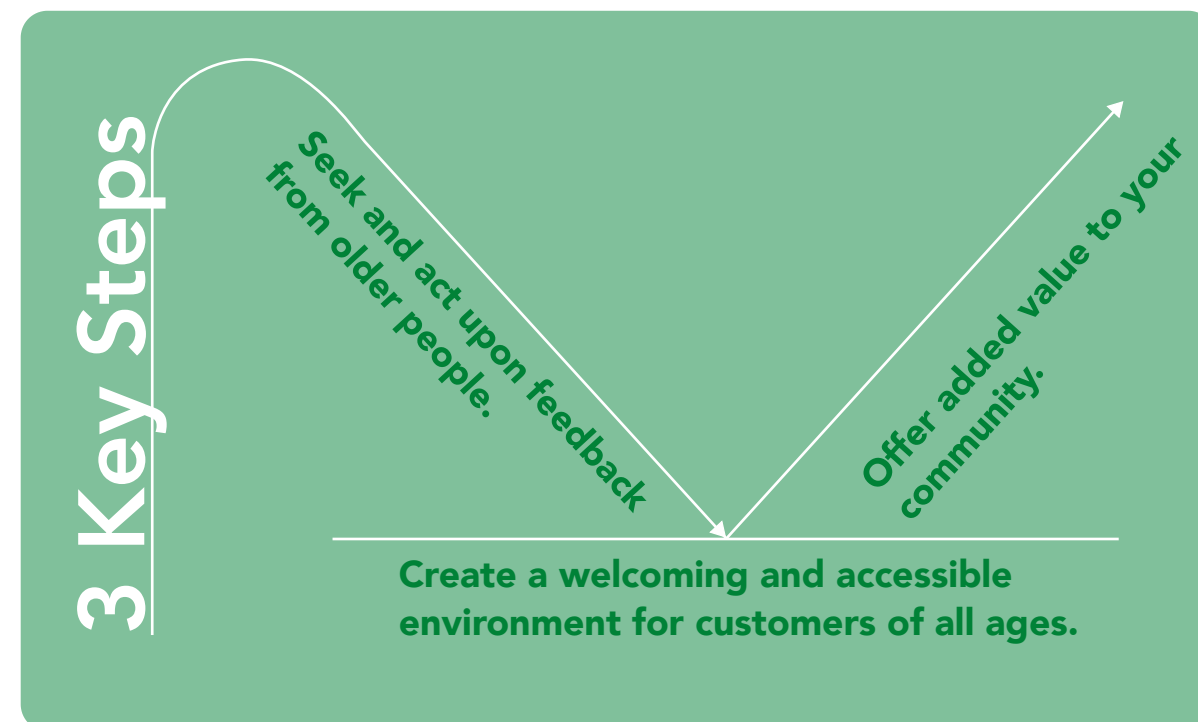 3 Key Steps
Seek and act upon feedback
from older people.
Create a welcoming and accessible
environment for customers of all ages.
Offer added value to your
community.